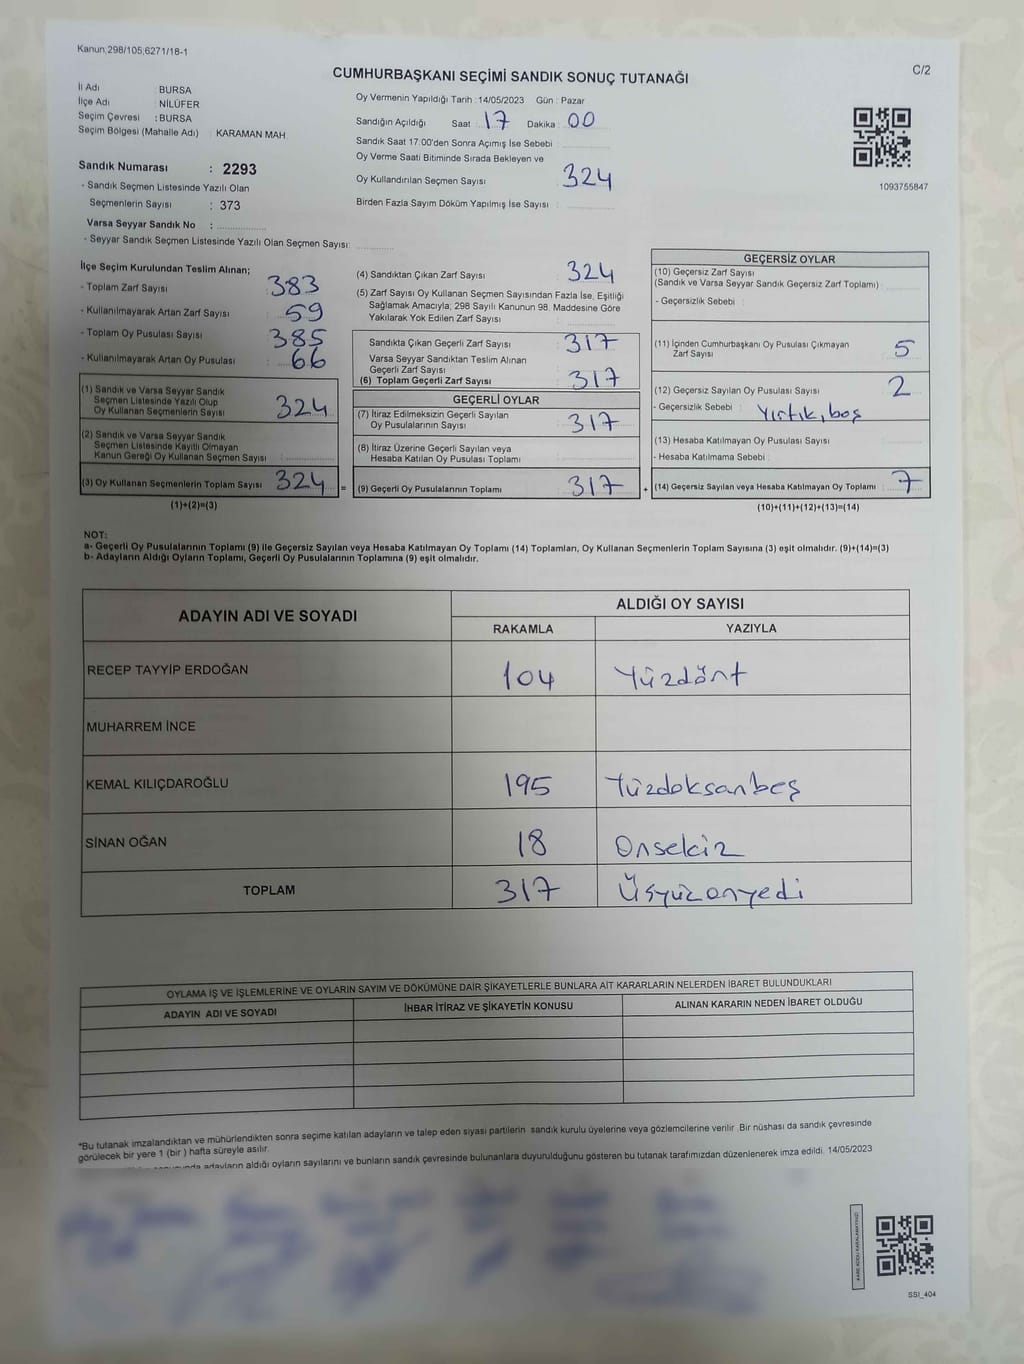 Kanun;298/105;6271/18-1
C/2
CUMHURBAŞKANI SEÇİMİ SANDIK SONUÇ TUTANAĞI
İl Adı : BURSA
İlçe Adı : NİLÜFER
Seçim Çevresi : BURSA
Seçim Bölgesi (Mahalle Adı) : KARAMAN MAH.
Sandık Numarası : 2293
- Sandık Seçmen Listesinde Yazılı Olan
Seçmenlerin Sayısı : 373
Varsa Seyyar Sandık No :
- Seyyar Sandık Seçmen Listesinde Yazılı Olan Seçmen Sayısı:
Oy Vermenin Yapıldığı Tarih : 14/05/2023 Gün : Pazar
Sandığın Açıldığı Saat 17 Dakika 00
Sandık Saat 17:00'den Sonra Açımış İse Sebebi
Oy Verme Saati Bitiminde Sırada Bekleyen ve
Oy Kullandırılan Seçmen Sayısı 324
Birden Fazla Sayım Döküm Yapılmış İse Sayısı :
1093755847
İlçe Seçim Kurulundan Teslim Alınan;
- Toplam Zarf Sayısı : 383
- Kullanılmayarak Artan Zarf Sayısı : 59
- Toplam Oy Pusulası Sayısı : 385
- Kullanılmayarak Artan Oy Pusulası : 66
(1) Sandık ve Varsa Seyyar Sandık
Seçmen Listesinde Yazılı Olup
Oy Kullanan Seçmenlerin Sayısı : 324
(2) Sandık ve Varsa Seyyar Sandık
Seçmen Listesinde Kayıtlı Olmayan
Kanun Gereği Oy Kullanan Seçmen Sayısı :
(3) Oy Kullanan Seçmenlerin Toplam Sayısı : 324
(1)+(2)=(3)
(4) Sandıktan Çıkan Zarf Sayısı : 324
(5) Zarf Sayısı Oy Kullanan Seçmen Sayısından Fazla İse, Eşitliği
Sağlamak Amacıyla; 298 Sayılı Kanunun 98. Maddesine Göre
Yakılarak Yok Edilen Zarf Sayısı
Sandıkta Çıkan Geçerli Zarf Sayısı : 317
Varsa Seyyar Sandıktan Teslim Alınan
Geçerli Zarf Sayısı :
(6) Toplam Geçerli Zarf Sayısı : 317
GEÇERLİ OYLAR
(7) İtiraz Edilmeksizin Geçerli Sayılan
Oy Pusulalarının Sayısı : 317
(8) İtiraz Üzerine Geçerli Sayılan veya
Hesaba Katılan Oy Pusulası Toplamı :
= (9) Geçerli Oy Pusulalarının Toplamı : 317
GEÇERSİZ OYLAR
(10) Geçersiz Zarf Sayısı
(Sandık ve Varsa Seyyar Sandık Geçersiz Zarf Toplamı) :
- Geçersizlik Sebebi :
(11) İçinden Cumhurbaşkanı Oy Pusulası Çıkmayan
Zarf Sayısı : 5
(12) Geçersiz Sayılan Oy Pusulası Sayısı : 2
- Geçersizlik Sebebi : Yırtık, boş
(13) Hesaba Katılmayan Oy Pusulası Sayısı :
- Hesaba Katılmama Sebebi :
+ (14) Geçersiz Sayılan veya Hesaba Katılmayan Oy Toplamı : 7
(10)+(11)+(12)+(13)=(14)
NOT:
a- Geçerli Oy Pusulalarının Toplamı (9) ile Geçersiz Sayılan veya Hesaba Katılmayan Oy Toplamı (14) Toplamları, Oy Kullanan Seçmenlerin Toplam Sayısına (3) eşit olmalıdır. (9)+(14)=(3)
b- Adayların Aldığı Oyların Toplamı, Geçerli Oy Pusulalarının Toplamına (9) eşit olmalıdır.
ADAYIN ADI VE SOYADI
ALDIĞI OY SAYISI
RAKAMLA YAZIYLA
RECEP TAYYİP ERDOĞAN 104 Yüzdört
MUHARREM İNCE
KEMAL KILIÇDAROĞLU 195 Yüzdoksanbeş
SİNAN OĞAN 18 Onsekiz
TOPLAM 317 Üçyüzonyedi
OYLAMA İŞ VE İŞLEMLERİNE VE OYLARIN SAYIM VE DÖKÜMÜNE DAİR ŞİKAYETLERLE BUNLARA AİT KARARLARIN NELERDEN İBARET BULUNDUKLARI
ADAYIN ADI VE SOYADI İHBAR İTİRAZ VE ŞİKAYETİN KONUSU ALINAN KARARIN NEDEN İBARET OLDUĞU
*Bu tutanak imzalandıktan ve mühürlendikten sonra seçime katılan adayların ve talep eden siyasi partilerin sandık kurulu üyelerine veya gözlemcilerine verilir .Bir nüshası da sandık çevresinde
görülecek bir yere 1 (bir ) hafta süreyle asılır.
adayların aldığı oyların sayılarını ve bunların sandık çevresinde bulunanlara duyurulduğunu gösteren bu tutanak tarafımızdan düzenlenerek imza edildi. 14/05/2023
KARE KODU KARALAMAYINIZ!
SSI_404